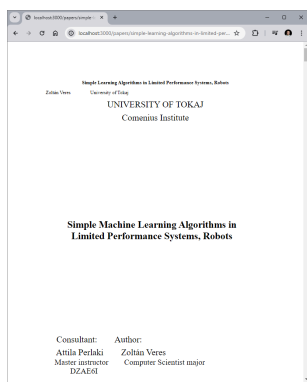 localhost:3000/papers/simple-l
localhost:3000/papers/simple-learning-algorithms-in-limited-per...
Simple Learning Algorithms in Limited Performance Systems, Robots
Zoltán Veres University of Tokaj
UNIVERSITY OF TOKAJ
Comenius Institute
Simple Machine Learning Algorithms in
Limited Performance Systems, Robots
Consultant: Author:
Attila Perlaki Zoltán Veres
Master instructor Computer Scientist major
DZAE6I